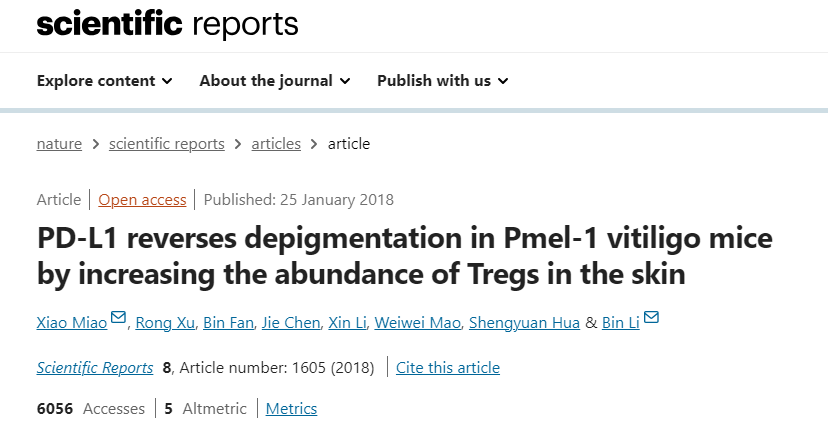 scientific reports
Explore content About the journal Publish with us
nature > scientific reports > articles > article
Article | Open access | Published: 25 January 2018
PD-L1 reverses depigmentation in Pmel-1 vitiligo mice
by increasing the abundance of Tregs in the skin
Xiao Miao, Rong Xu, Bin Fan, Jie Chen, Xin Li, Weiwei Mao, Shengyuan Hua & Bin Li
Scientific Reports 8, Article number: 1605 (2018) | Cite this article
6056 Accesses | 5 Altmetric | Metrics